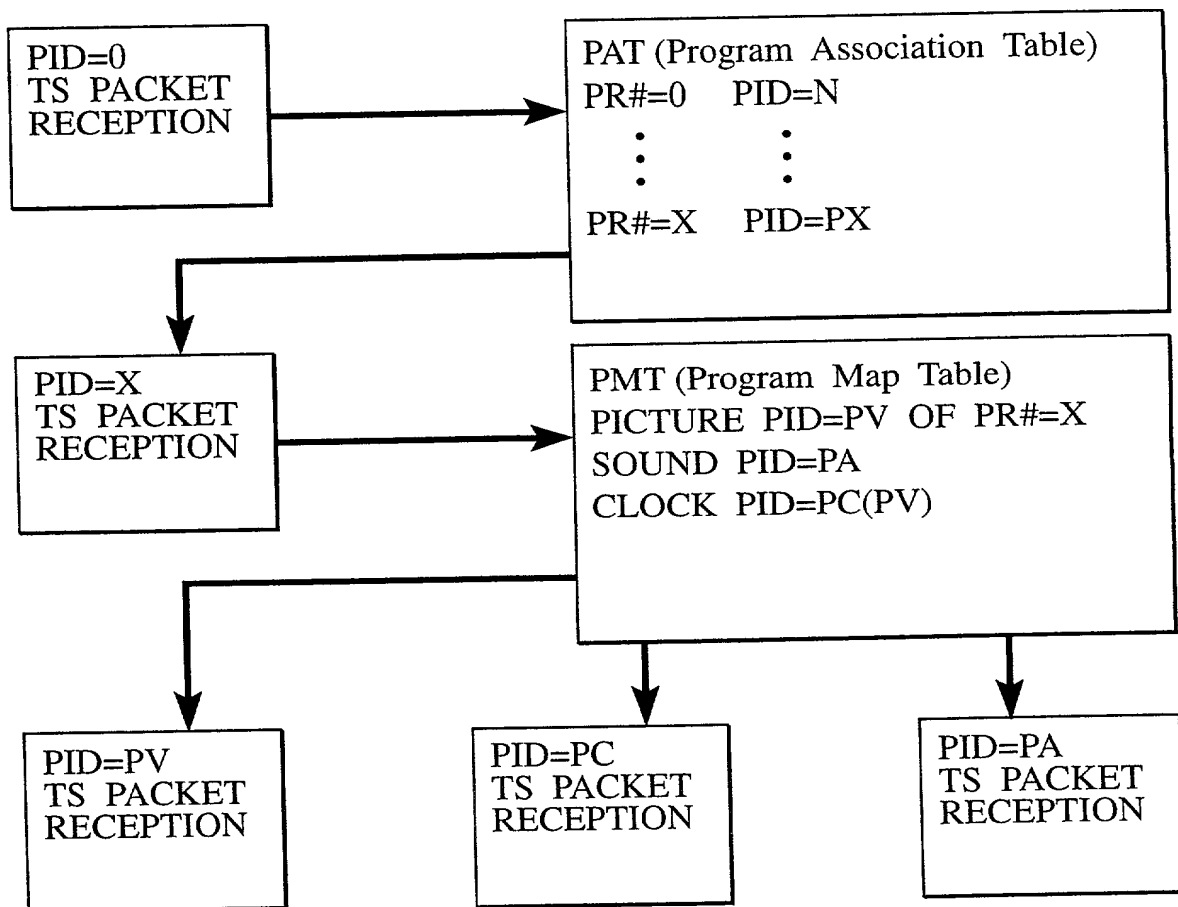 PID=0
TS PACKET
RECEPTION
PAT (Program Association Table)
PR#=0 PID=N
PR#=X PID=PX
PID=X
TS PACKET
RECEPTION
PMT (Program Map Table)
PICTURE PID=PV OF PR#=X
SOUND PID=PA
CLOCK PID=PC(PV)
PID=PV
TS PACKET
RECEPTION
PID=PC
TS PACKET
RECEPTION
PID=PA
TS PACKET
RECEPTION